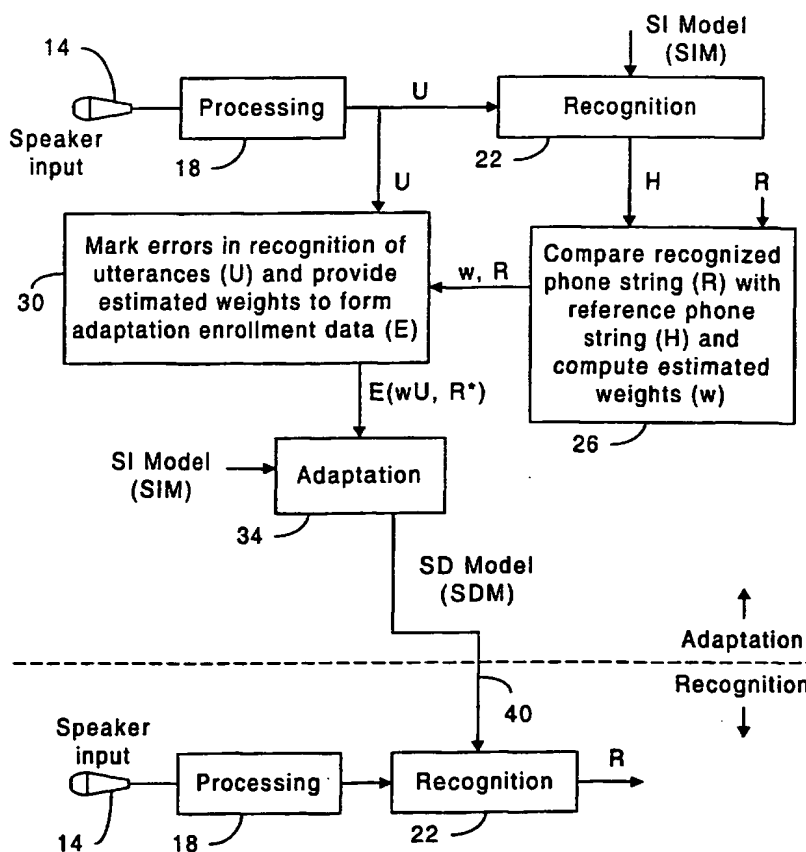 14
Speaker
input
Processing
18
U
U
SI Model
(SIM)
Recognition
22
H
R
30
Mark errors in recognition of
utterances (U) and provide
estimated weights to form
adaptation enrollment data (E)
w, R
Compare recognized
phone string (R) with
reference phone
string (H) and
compute estimated
weights (w)
26
E(wU, R*)
SI Model
(SIM)
Adaptation
34
SD Model
(SDM)
Adaptation
Recognition
40
Speaker
input
14
Processing
18
Recognition
22
R